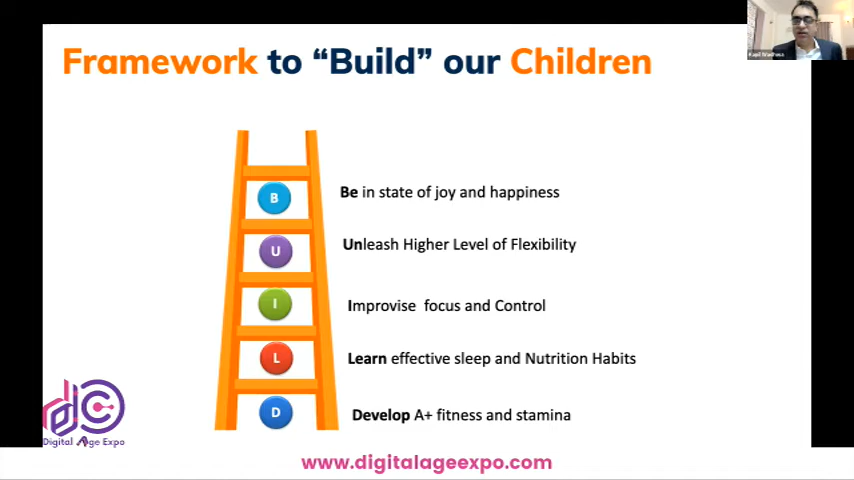 Framework to “Build” our Children
B
Be in state of joy and happiness
U
Unleash Higher Level of Flexibility
I
Improvise focus and Control
L
Learn effective sleep and Nutrition Habits
D
Develop A+ fitness and stamina
Digital Age Expo
www.digitalageexpo.com